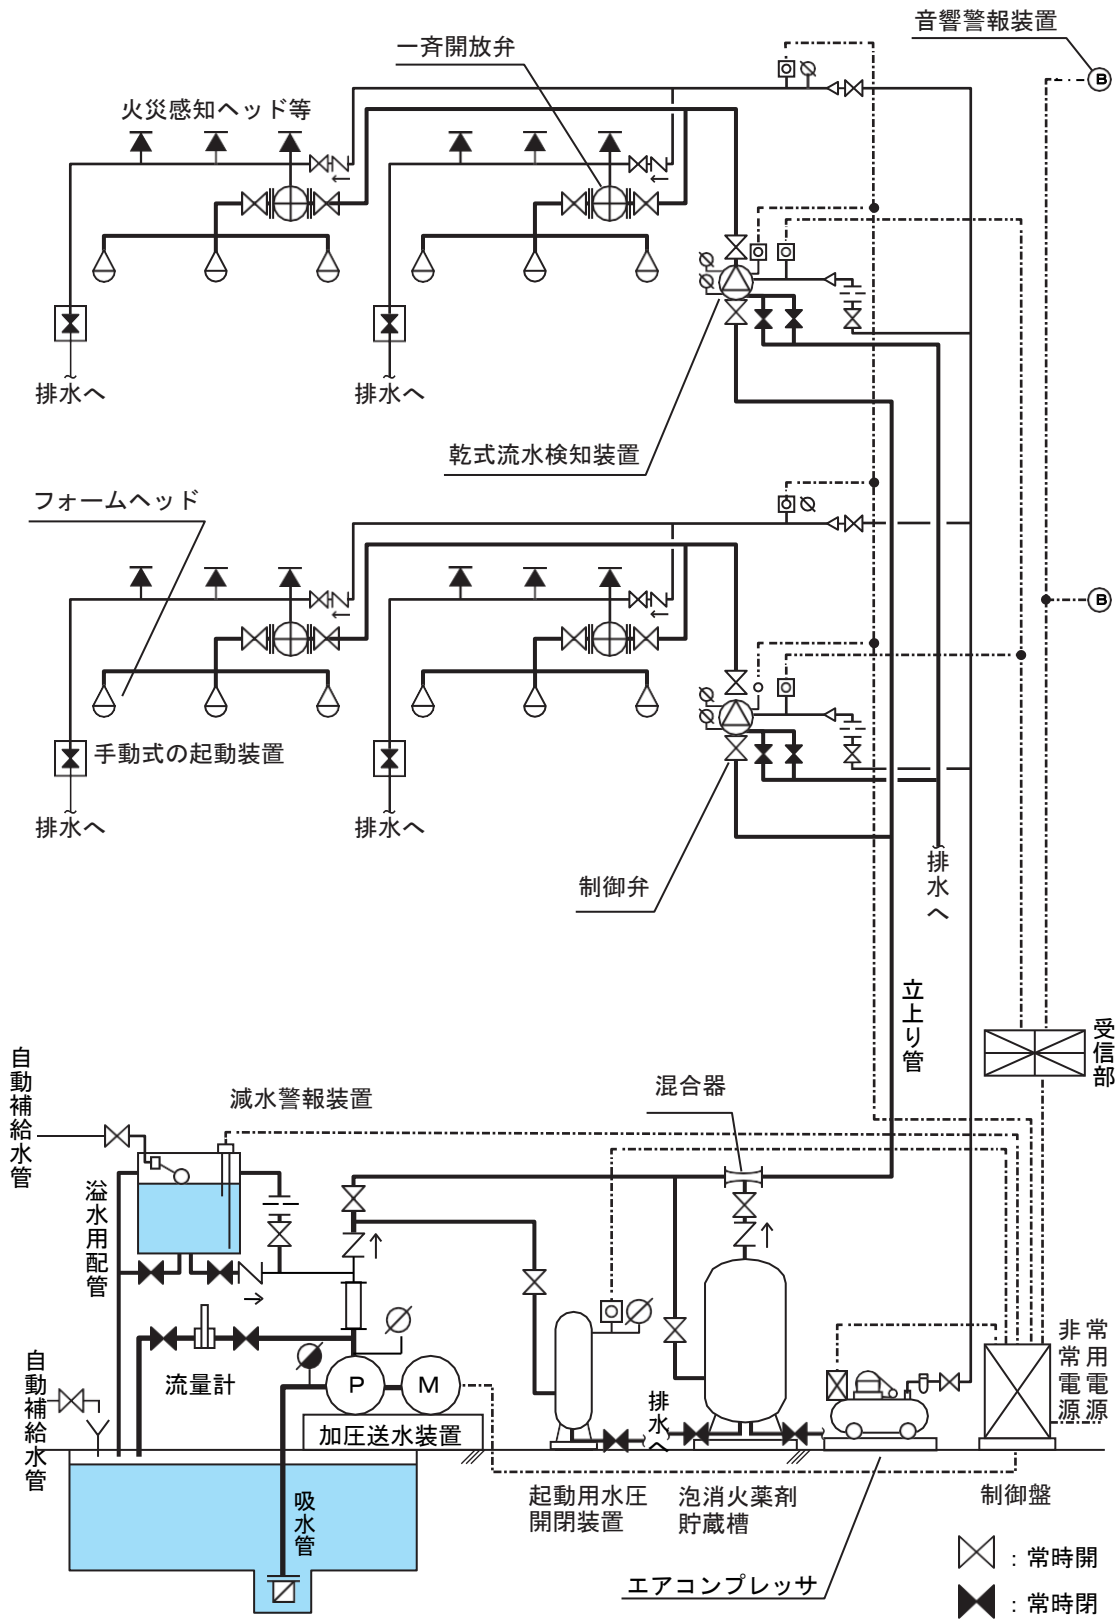 音響警報装置
一斉開放弁
B
火災感知ヘッド等
排水へ
排水へ
乾式流水検知装置
フォームヘッド
B
手動式の起動装置
排水へ
排水へ
制御弁
排水へ
立上り管
受信部
自動補給水管
減水警報装置
混合器
溢水用配管
流量計
自動補給水管
P
M
加圧送水装置
排水へ
非常電源
常用電源
吸水管
起動用水圧
開閉装置
泡消火薬剤
貯蔵槽
制御盤
エアコンプレッサ
：常時開
：常時閉